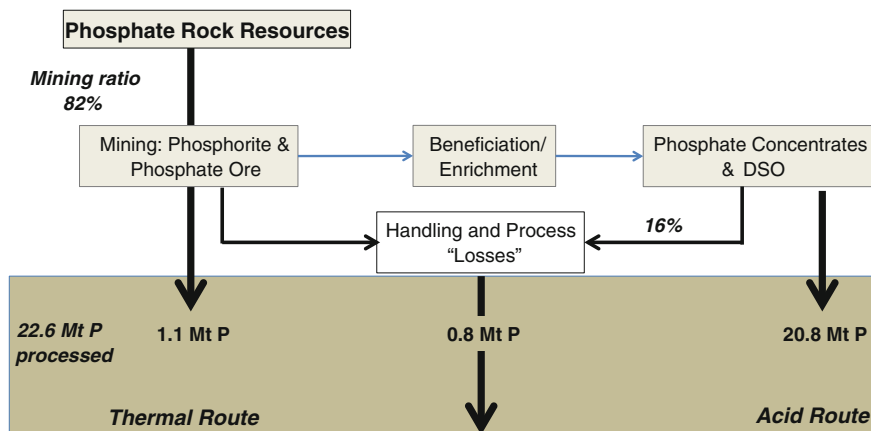 Phosphate Rock Resources
Mining ratio
82%
Mining: Phosphorite &
Phosphate Ore
Beneficiation/
Enrichment
Phosphate Concentrates
& DSO
Handling and Process
“Losses”
16%
22.6 Mt P
processed
1.1 Mt P
0.8 Mt P
20.8 Mt P
Thermal Route
Acid Route